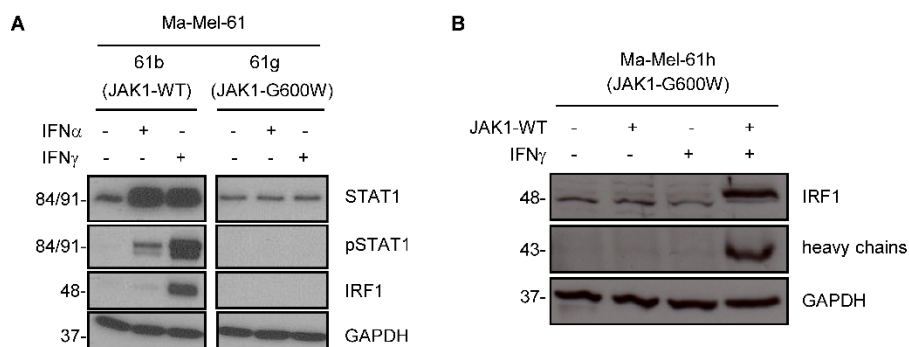 A
Ma-Mel-61
61b 61g
(JAK1-WT) (JAK1-G600W)
IFNα - + - - + -
IFNγ - - + - - +
84/91- STAT1
84/91- pSTAT1
48- IRF1
37- GAPDH
B
Ma-Mel-61h
(JAK1-G600W)
JAK1-WT - + - +
IFNγ - - + +
48- IRF1
43- heavy chains
37- GAPDH